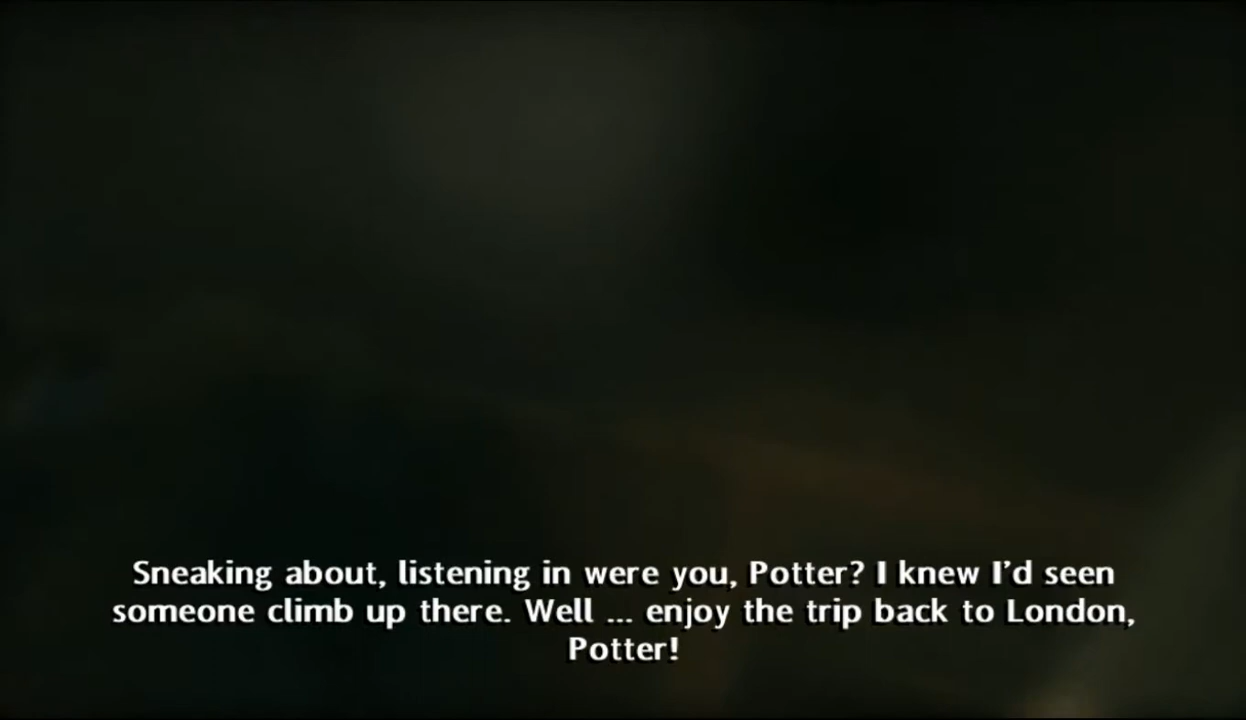 Sneaking about, listening in were you, Potter? I knew I'd seen
someone climb up there. Well ... enjoy the trip back to London,
Potter!